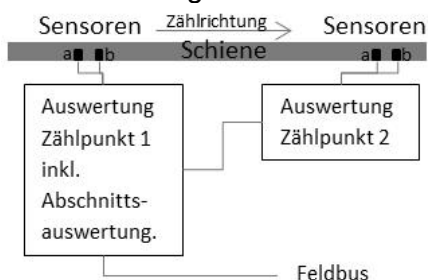 Sensoren Zählrichtung Sensoren
Schiene
a b a b
Auswertung
Zählpunkt 1
inkl.
Abschnitts-
auswertung.
Auswertung
Zählpunkt 2
Feldbus